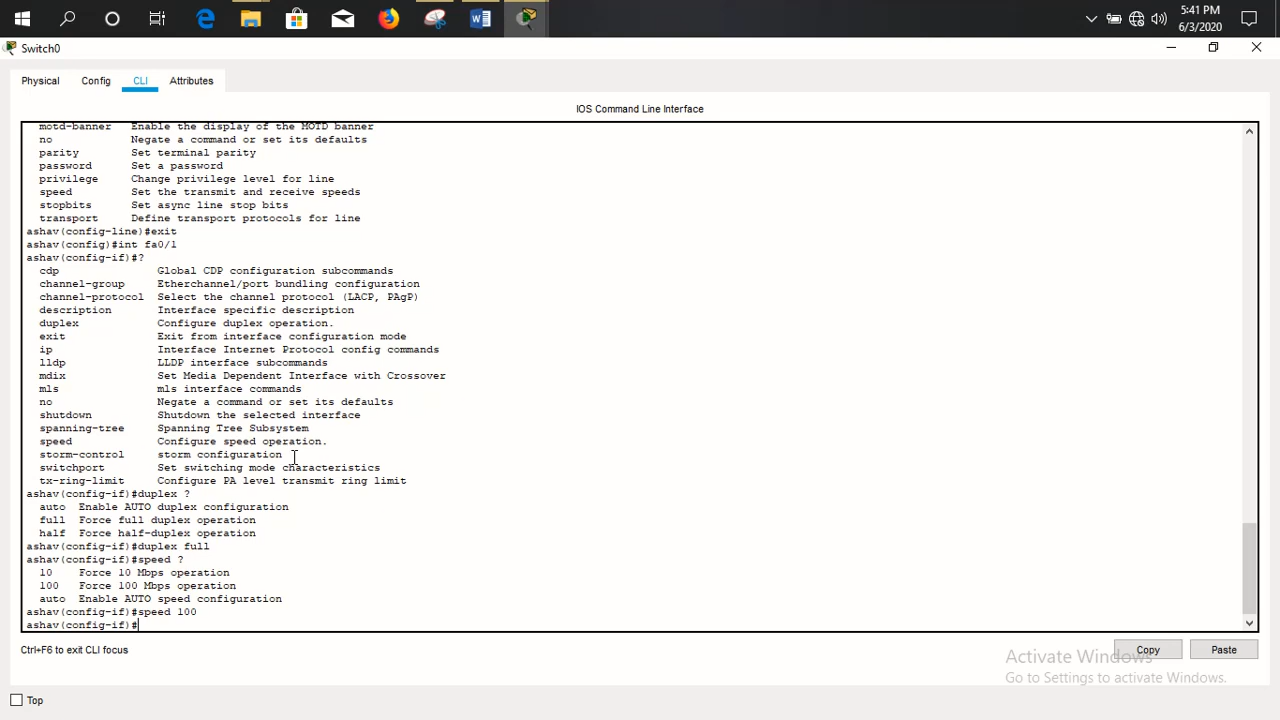 5:41 PM
6/3/2020
Switch0
Physical Config CLI Attributes
IOS Command Line Interface
motd-banner Enable the display of the MOTD banner
no Negate a command or set its defaults
parity Set terminal parity
password Set a password
privilege Change privilege level for line
speed Set the transmit and receive speeds
stopbits Set async line stop bits
transport Define transport protocols for line
ashav(config-line)#exit
ashav(config)#int fa0/1
ashav(config-if)#?
cdp Global CDP configuration subcommands
channel-group Etherchannel/port bundling configuration
channel-protocol Select the channel protocol (LACP, PAgP)
description Interface specific description
duplex Configure duplex operation.
exit Exit from interface configuration mode
ip Interface Internet Protocol config commands
lldp LLDP interface subcommands
mdix Set Media Dependent Interface with Crossover
mls mls interface commands
no Negate a command or set its defaults
shutdown Shutdown the selected interface
spanning-tree Spanning Tree Subsystem
speed Configure speed operation.
storm-control storm configuration
switchport Set switching mode characteristics
tx-ring-limit Configure PA level transmit ring limit
ashav(config-if)#duplex ?
auto Enable AUTO duplex configuration
full Force full duplex operation
half Force half-duplex operation
ashav(config-if)#duplex full
ashav(config-if)#speed ?
10 Force 10 Mbps operation
100 Force 100 Mbps operation
auto Enable AUTO speed configuration
ashav(config-if)#speed 100
ashav(config-if)#
Ctrl+F6 to exit CLI focus
Copy Paste
Activate Windows
Go to Settings to activate Windows.
Top